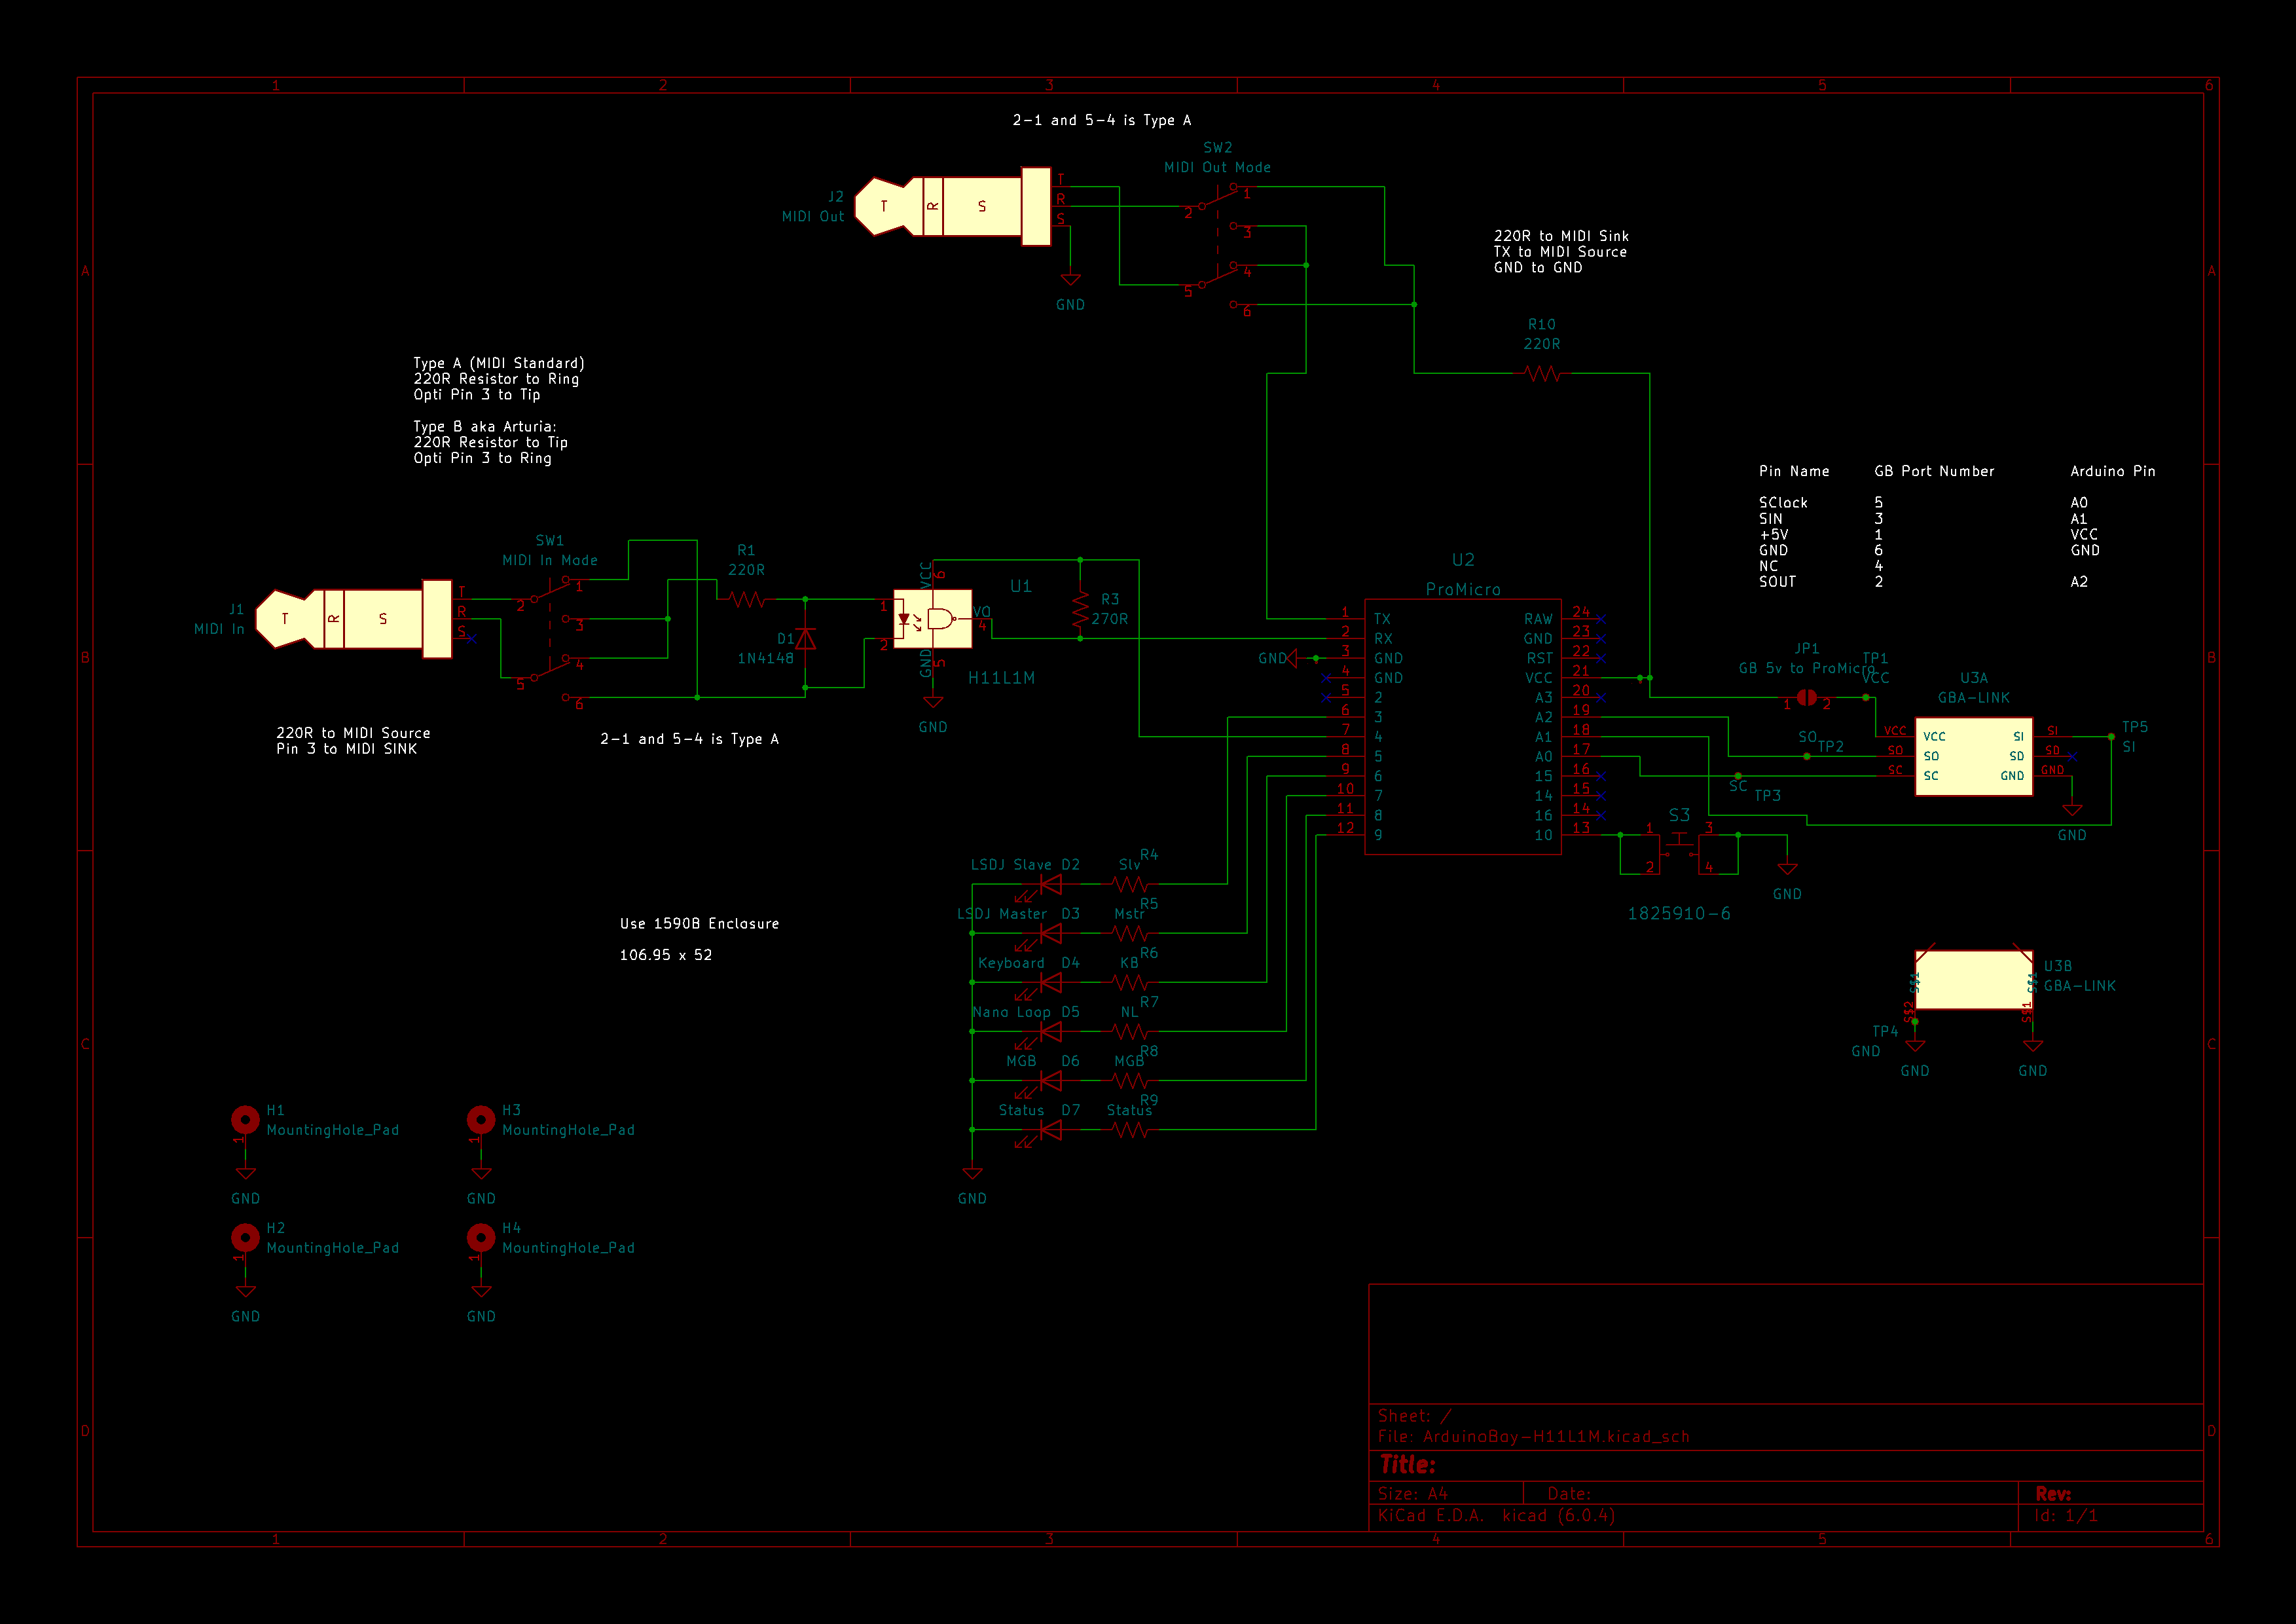 1 2 3 4 5 6
2-1 and 5-4 is Type A
SW2
MIDI Out Mode
J2
MIDI Out
T R S
T
R
S
1
2
3
4
5
6
GND
A
A
220R to MIDI Sink
TX to MIDI Source
GND to GND
R10
220R
Type A (MIDI Standard)
220R Resistor to Ring
Opti Pin 3 to Tip
Type B aka Arturia:
220R Resistor to Tip
Opti Pin 3 to Ring
Pin Name GB Port Number Arduino Pin
SClock 5 A0
SIN 3 A1
+5V 1 VCC
GND 6 GND
NC 4
SOUT 2 A2
SW1
MIDI In Mode
J1
MIDI In
T R S
T
R
S
1
2
3
4
5
6
R1
220R
D1
1N4148
U1
VCC
6
1
2
VO
4
GND
5
H11L1M
GND
R3
270R
B
B
220R to MIDI Source
Pin 3 to MIDI SINK
2-1 and 5-4 is Type A
U2
ProMicro
1 TX RAW 24
2 RX GND 23
GND 3 GND RST 22
4 GND VCC 21
5 2 A3 20
6 3 A2 19
7 4 A1 18
8 5 A0 17
9 6 15 16
10 7 14 15
11 8 16 14
12 9 10 13
JP1
GB 5v to ProMicro
1 2
TP1
VCC
U3A
GBA-LINK
VCC VCC SI SI
SO SO SD SD
SC SC GND GND
TP5
SI
SO
TP2
SC
TP3
GND
S3
1 3
2 4
1825910-6
GND
LSDJ Slave D2 Slv R4
LSDJ Master D3 Mstr R5
Keyboard D4 KB R6
Nano Loop D5 NL R7
MGB D6 MGB R8
Status D7 Status R9
GND
Use 1590B Enclosure
106.95 x 52
U3B
GBA-LINK
TP4
GND
GND
GND
C
C
H1
MountingHole_Pad
1
GND
H3
MountingHole_Pad
1
GND
H2
MountingHole_Pad
1
GND
H4
MountingHole_Pad
1
GND
D
D
Sheet: /
File: ArduinoBoy-H11L1M.kicad_sch
Title:
Size: A4 Date: Rev:
KiCad E.D.A. kicad (6.0.4) Id: 1/1
1 2 3 4 5 6